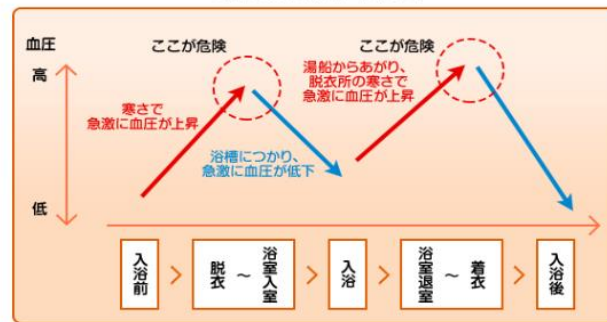 血圧
高
低
ここが危険
寒さで
急激に血圧が上昇
浴槽につかり、
急激に血圧が低下
ここが危険
湯船からあがり、
脱衣所の寒さで
急激に血圧が上昇
入浴前
>
脱衣
～
浴室入室
>
入浴
>
浴室退室
～
着衣
>
入浴後